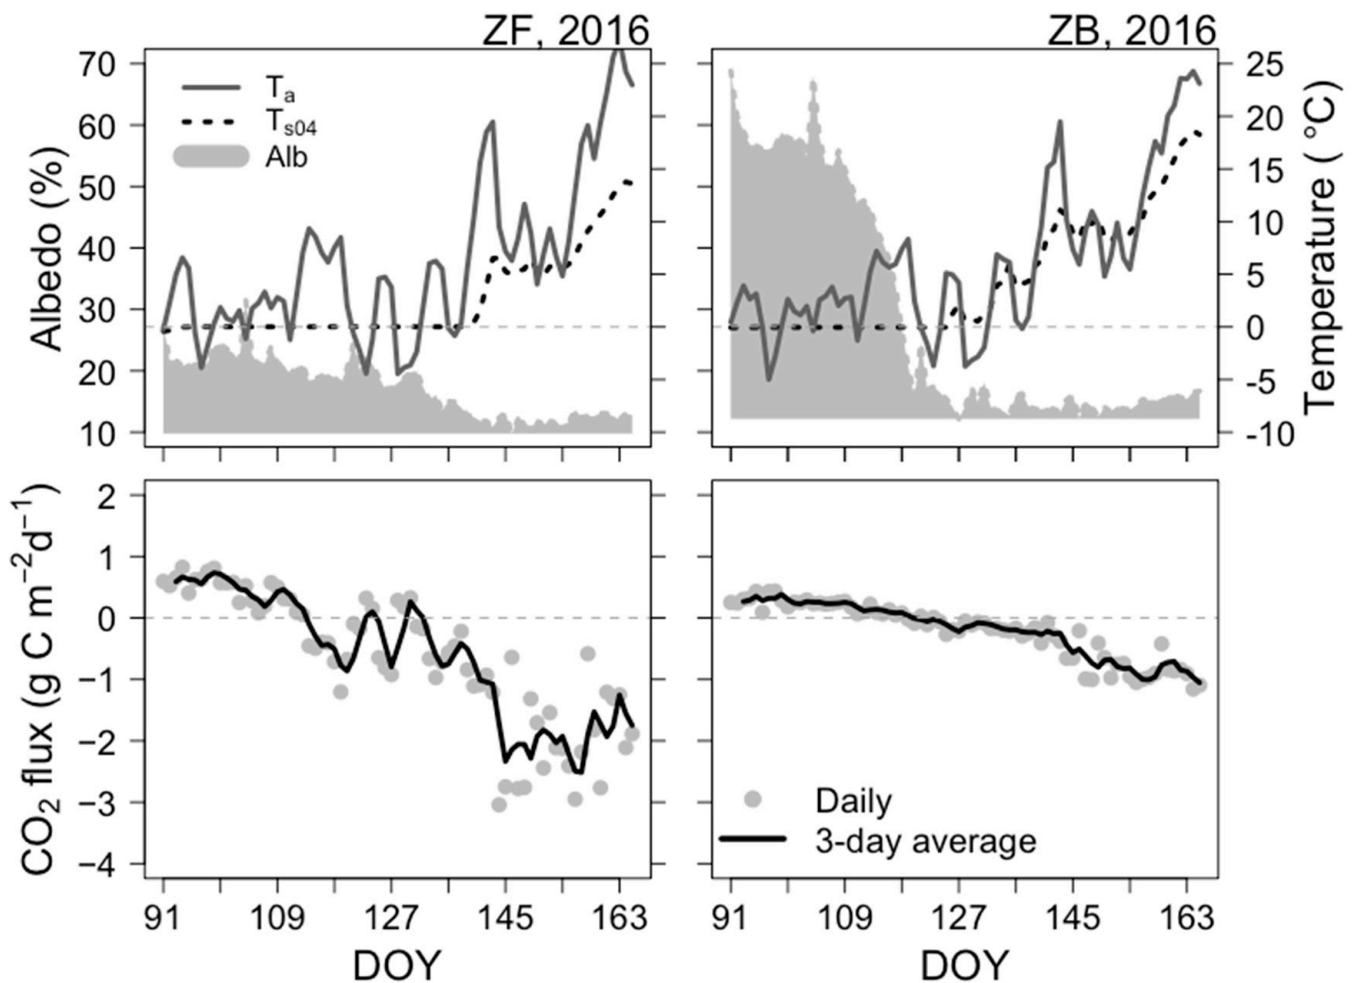 ZF, 2016
ZB, 2016
Albedo (%)
70
60
50
40
30
20
10
Tₐ
Tₛ₀₄
Alb
25
20
15
10
5
0
-5
-10
Temperature ( °C)
CO₂ flux (g C m⁻²d⁻¹)
2
1
0
−1
−2
−3
−4
Daily
3-day average
91 109 127 145 163
91 109 127 145 163
DOY
DOY